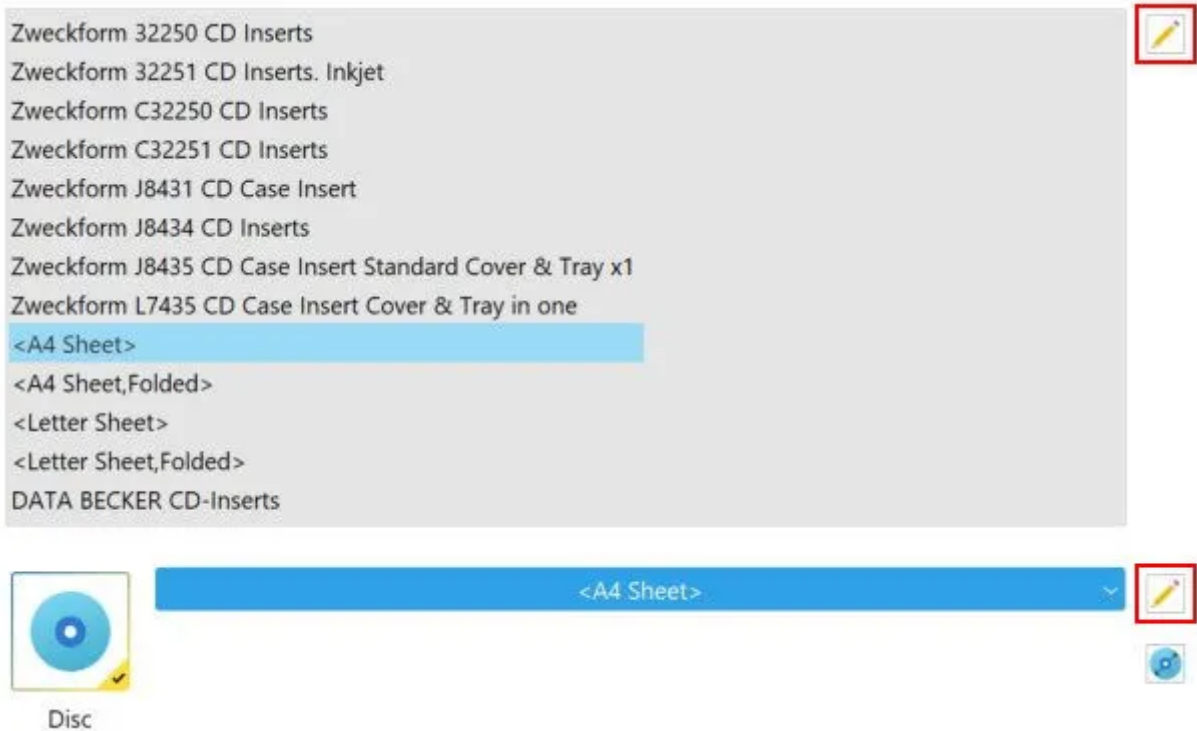 Zweckform 32250 CD Inserts
Zweckform 32251 CD Inserts. Inkjet
Zweckform C32250 CD Inserts
Zweckform C32251 CD Inserts
Zweckform J8431 CD Case Insert
Zweckform J8434 CD Inserts
Zweckform J8435 CD Case Insert Standard Cover & Tray x1
Zweckform L7435 CD Case Insert Cover & Tray in one
<A4 Sheet>
<A4 Sheet,Folded>
<Letter Sheet>
<Letter Sheet,Folded>
DATA BECKER CD-Inserts
<A4 Sheet>
Disc